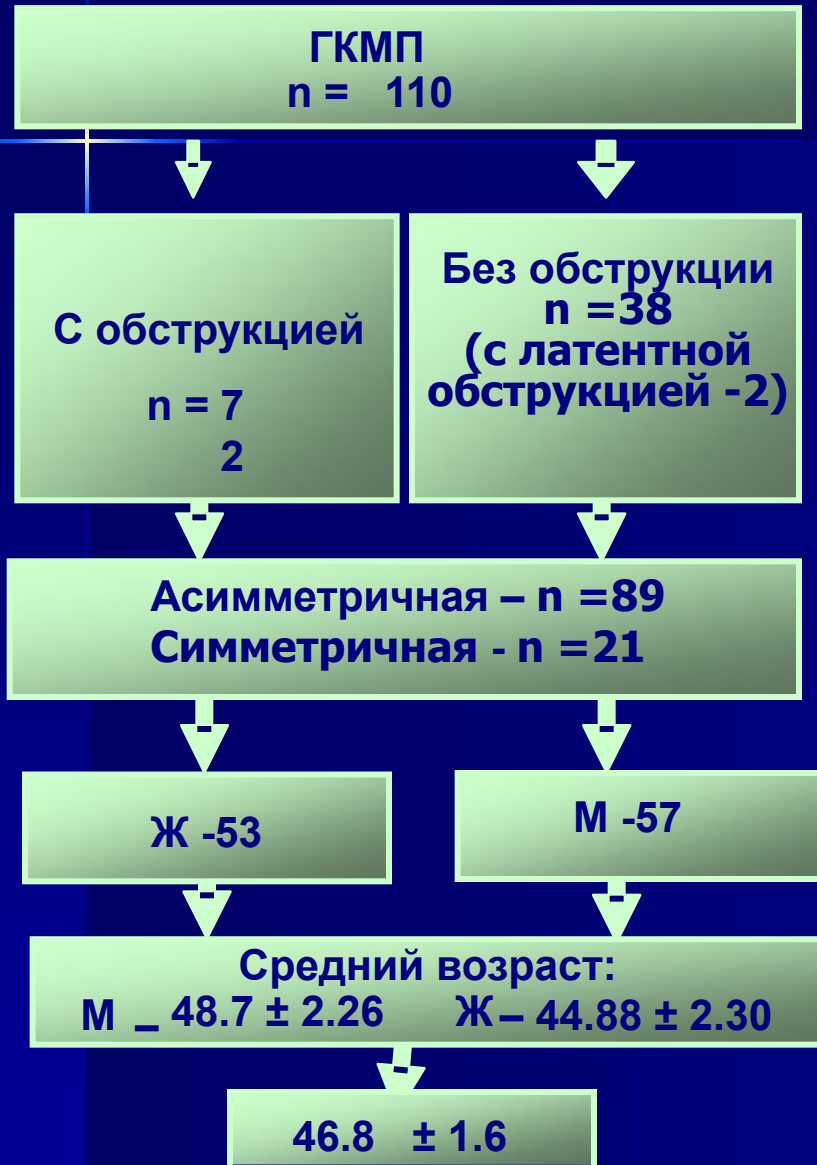 ГКМП
n = 110
С обструкцией
n = 7
2
Без обструкции
n =38
(с латентной
обструкцией -2)
Асимметричная – n =89
Симметричная - n =21
Ж -53
М -57
Средний возраст:
М – 48.7 ± 2.26 Ж – 44.88 ± 2.30
46.8 ± 1.6